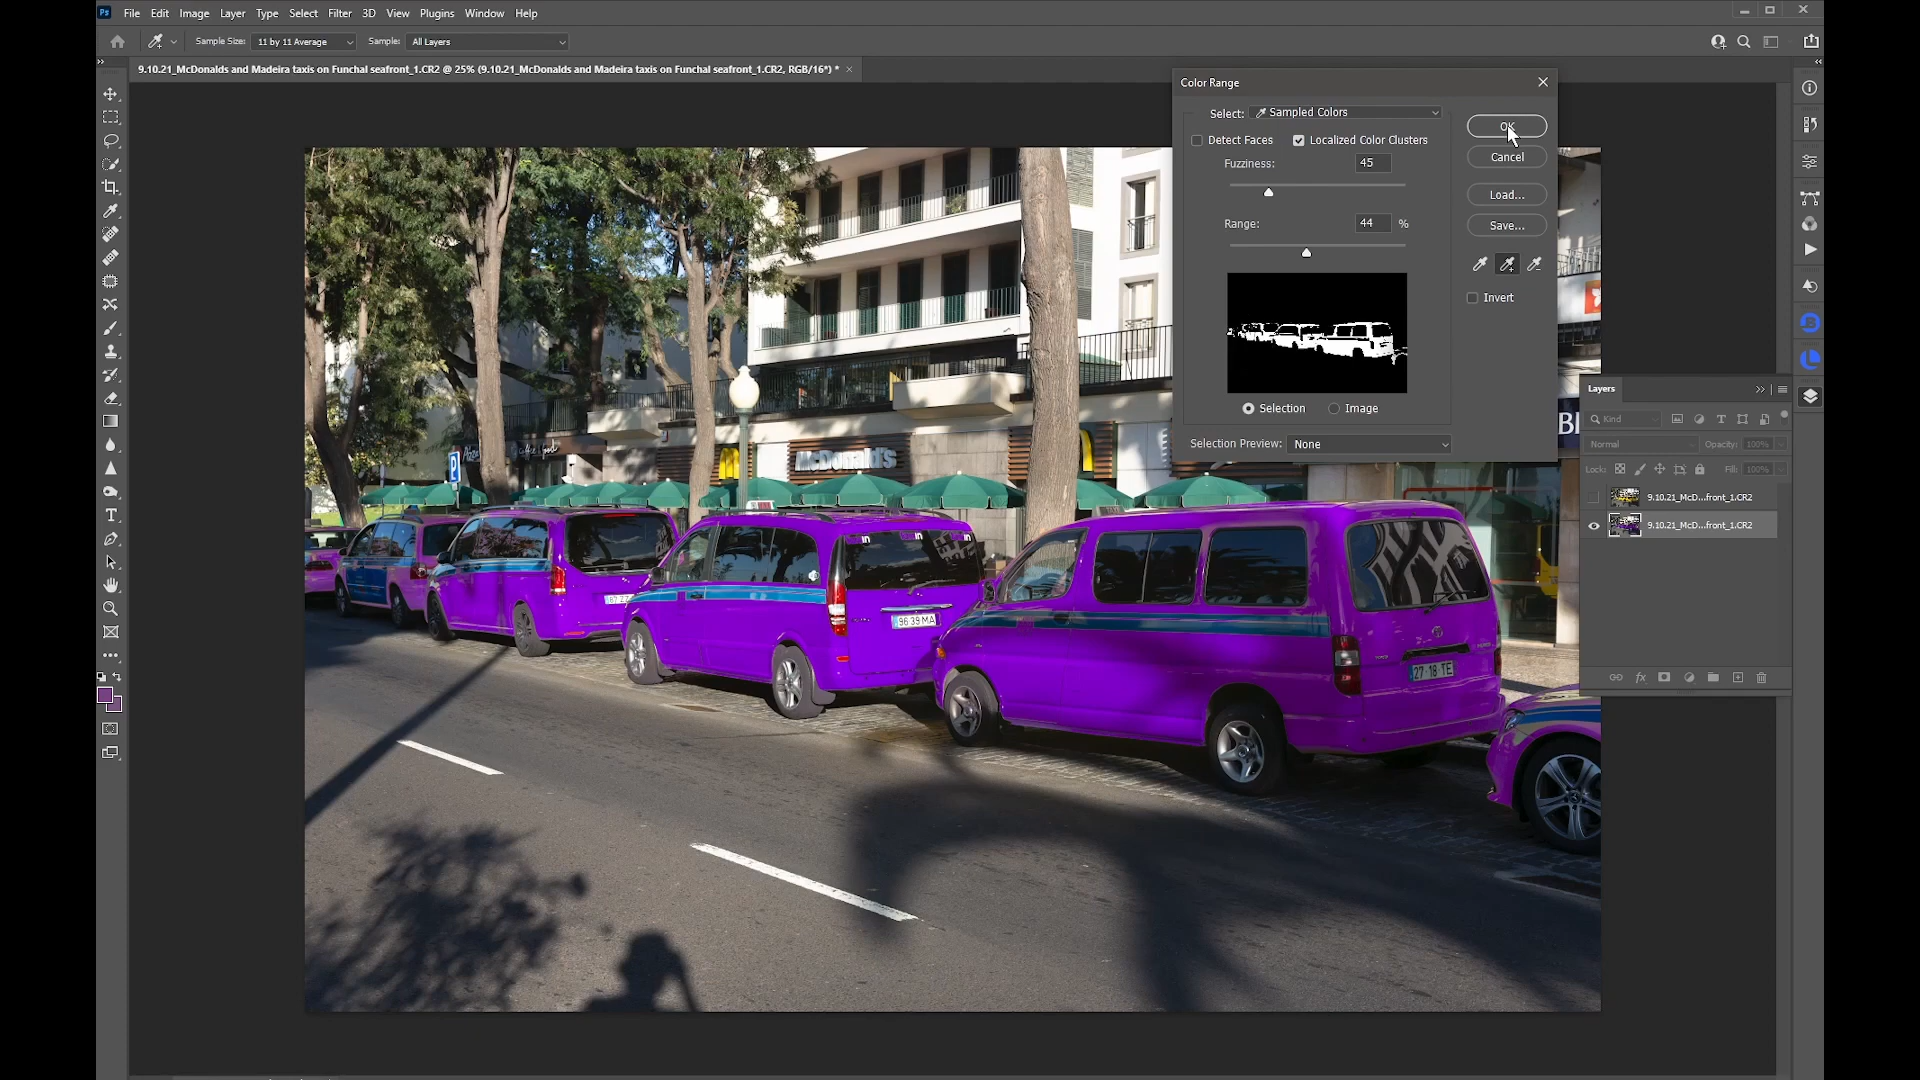 File Edit Image Layer Type Select Filter 3D View Plugins Window Help
Sample Size: 11 by 11 Average Sample: All Layers
9.10.21_McDonalds and Madeira taxis on Funchal seafront_1.CR2 @ 25% (9.10.21_McDonalds and Madeira taxis on Funchal seafront_1.CR2, RGB/16*) *
Color Range
Select: Sampled Colors
OK
Detect Faces Localized Color Clusters
Cancel
Fuzziness: 45
Load...
Range: 44 %
Save...
Invert
Selection Image
Selection Preview: None
Layers
Kind
Normal Opacity: 100%
Lock: Fill: 100%
9.10.21_McD...front_1.CR2
9.10.21_McD...front_1.CR2
P
McDonald's
96 39 MA
27 18 TE